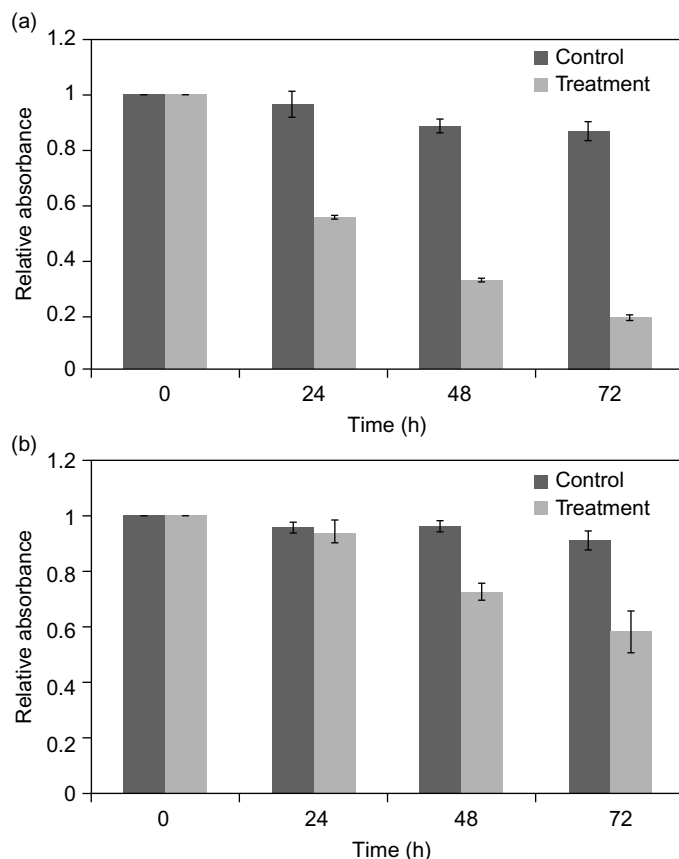 (a)
1.2
1
0.8
0.6
0.4
0.2
0
Relative absorbance
Control
Treatment
0 24 48 72
Time (h)
(b)
1.2
1
0.8
0.6
0.4
0.2
0
Relative absorbance
Control
Treatment
0 24 48 72
Time (h)